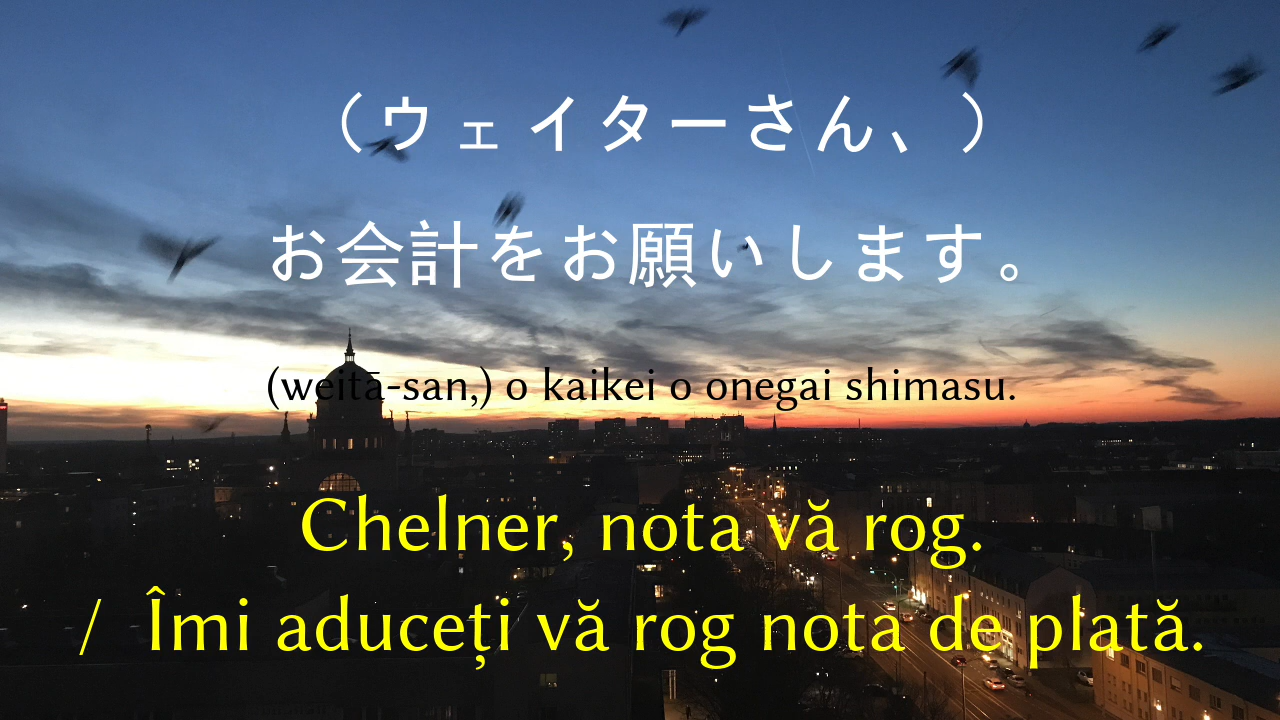 （ウェイターさん、）
お会計をお願いします。
(weitā-san,) o kaikei o onegai shimasu.
Chelner, nota vă rog.
/ Îmi aduceți vă rog nota de plată.